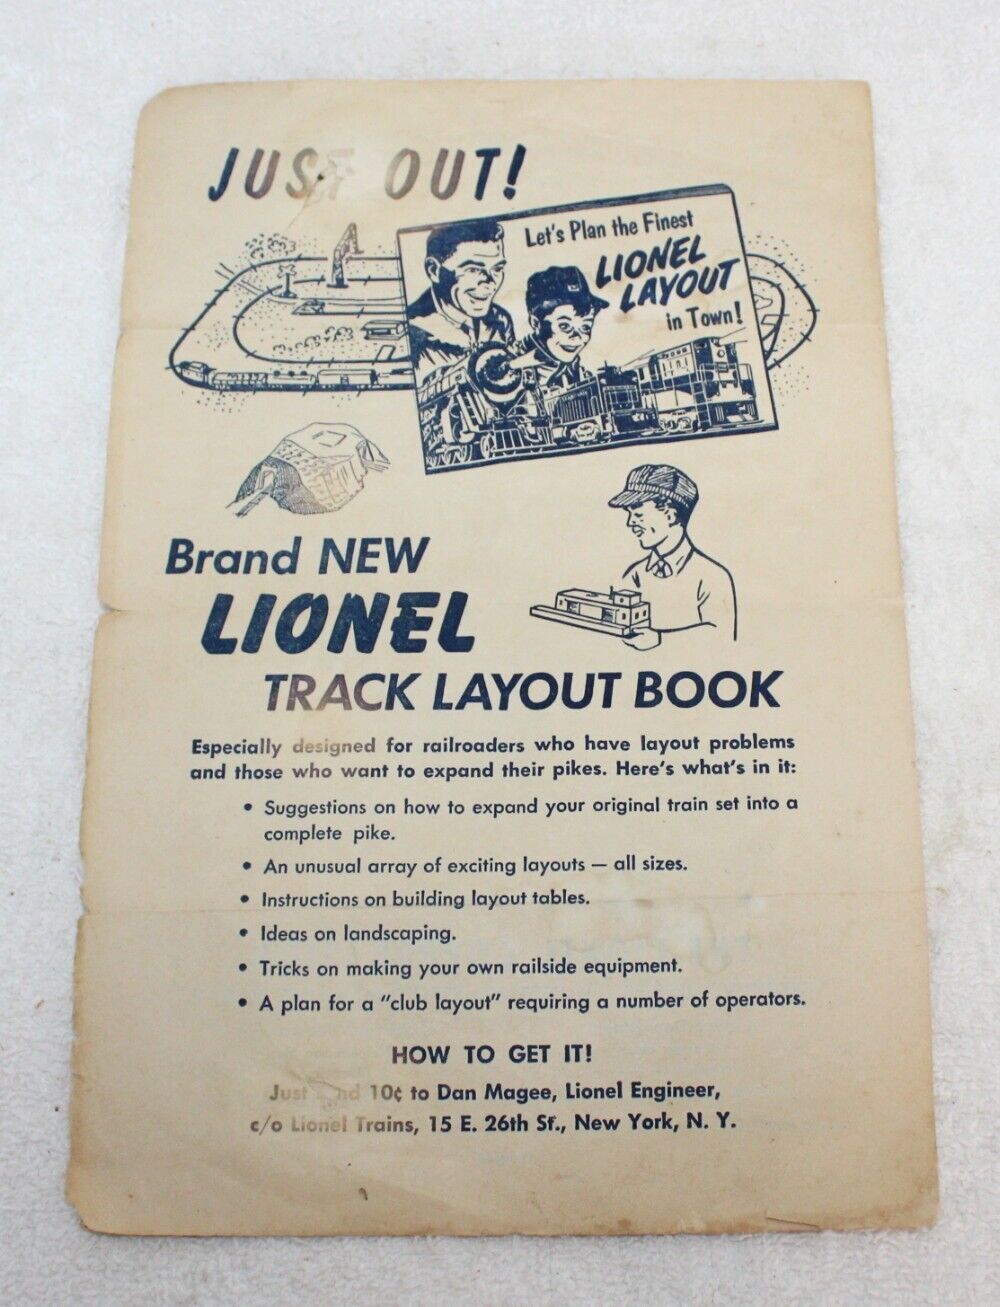 JUST OUT!
Let's Plan the Finest
LIONEL
LAYOUT
in Town!
Brand NEW
LIONEL
TRACK LAYOUT BOOK
Especially designed for railroaders who have layout problems
and those who want to expand their pikes. Here's what's in it:
• Suggestions on how to expand your original train set into a
complete pike.
• An unusual array of exciting layouts — all sizes.
• Instructions on building layout tables.
• Ideas on landscaping.
• Tricks on making your own railside equipment.
• A plan for a "club layout" requiring a number of operators.
HOW TO GET IT!
Just send 10¢ to Dan Magee, Lionel Engineer,
c/o Lionel Trains, 15 E. 26th St., New York, N. Y.